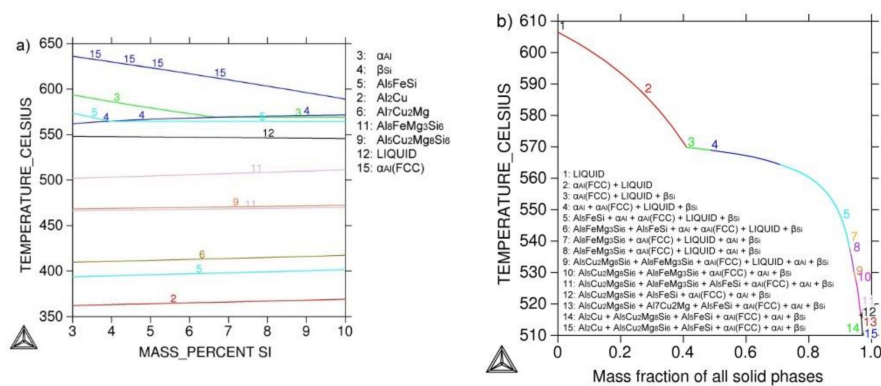 a)
650
600
550
500
450
400
350
TEMPERATURE_CELSIUS
15
15
15
15
3
5
4
4
5
3
9
4
12
11
9
11
6
5
2
3 4 5 6 7 8 9 10
MASS_PERCENT SI
3: αAl
4: βSi
5: Al5FeSi
2: Al2Cu
6: Al7Cu2Mg
11: Al8FeMg3Si6
9: Al5Cu2Mg8Si6
12: LIQUID
15: αAl(FCC)
b)
610
600
590
580
570
560
550
540
530
520
510
TEMPERATURE_CELSIUS
1
2
3
4
5
7
8
9
10
11
12
13
14
15
1: LIQUID
2: αAl(FCC) + LIQUID
3: αAl(FCC) + LIQUID + βSi
4: αAl + αAl(FCC) + LIQUID + βSi
5: Al5FeSi + αAl + αAl(FCC) + LIQUID + βSi
6: Al8FeMg3Si6 + Al5FeSi + αAl + αAl(FCC) + LIQUID + βSi
7: Al8FeMg3Si6 + αAl(FCC) + LIQUID + αAl + βSi
8: Al8FeMg3Si6 + αAl(FCC) + LIQUID + αAl + βSi
9: Al5Cu2Mg8Si6 + Al8FeMg3Si6 + αAl(FCC) + LIQUID + αAl + βSi
10: Al5Cu2Mg8Si6 + Al8FeMg3Si6 + αAl(FCC) + αAl + βSi
11: Al5Cu2Mg8Si6 + Al8FeMg3Si6 + Al5FeSi + αAl(FCC) + αAl + βSi
12: Al5Cu2Mg8Si6 + Al5FeSi + αAl(FCC) + αAl + βSi
13: Al5Cu2Mg8Si6 + Al7Cu2Mg + Al5FeSi + αAl(FCC) + αAl + βSi
14: Al2Cu + Al5Cu2Mg8Si6 + Al5FeSi + αAl(FCC) + αAl + βSi
15: Al2Cu + Al5Cu2Mg8Si6 + Al5FeSi + αAl(FCC) + αAl + βSi
0 0.2 0.4 0.6 0.8 1.0
Mass fraction of all solid phases